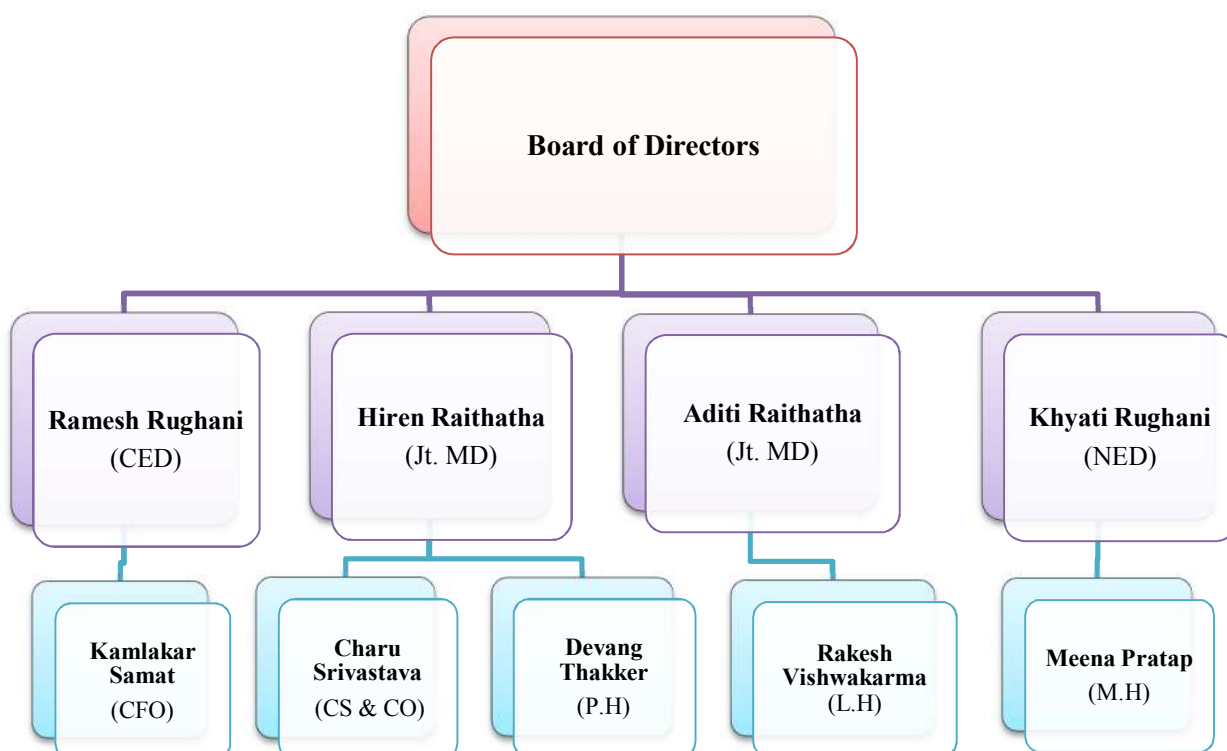 Board of Directors
Ramesh Rughani
(CED)
Hiren Raithatha
(Jt. MD)
Aditi Raithatha
(Jt. MD)
Khyati Rughani
(NED)
Kamlakar
Samat
(CFO)
Charu
Srivastava
(CS & CO)
Devang
Thakker
(P.H)
Rakesh
Vishwakarma
(L.H)
Meena Pratap
(M.H)